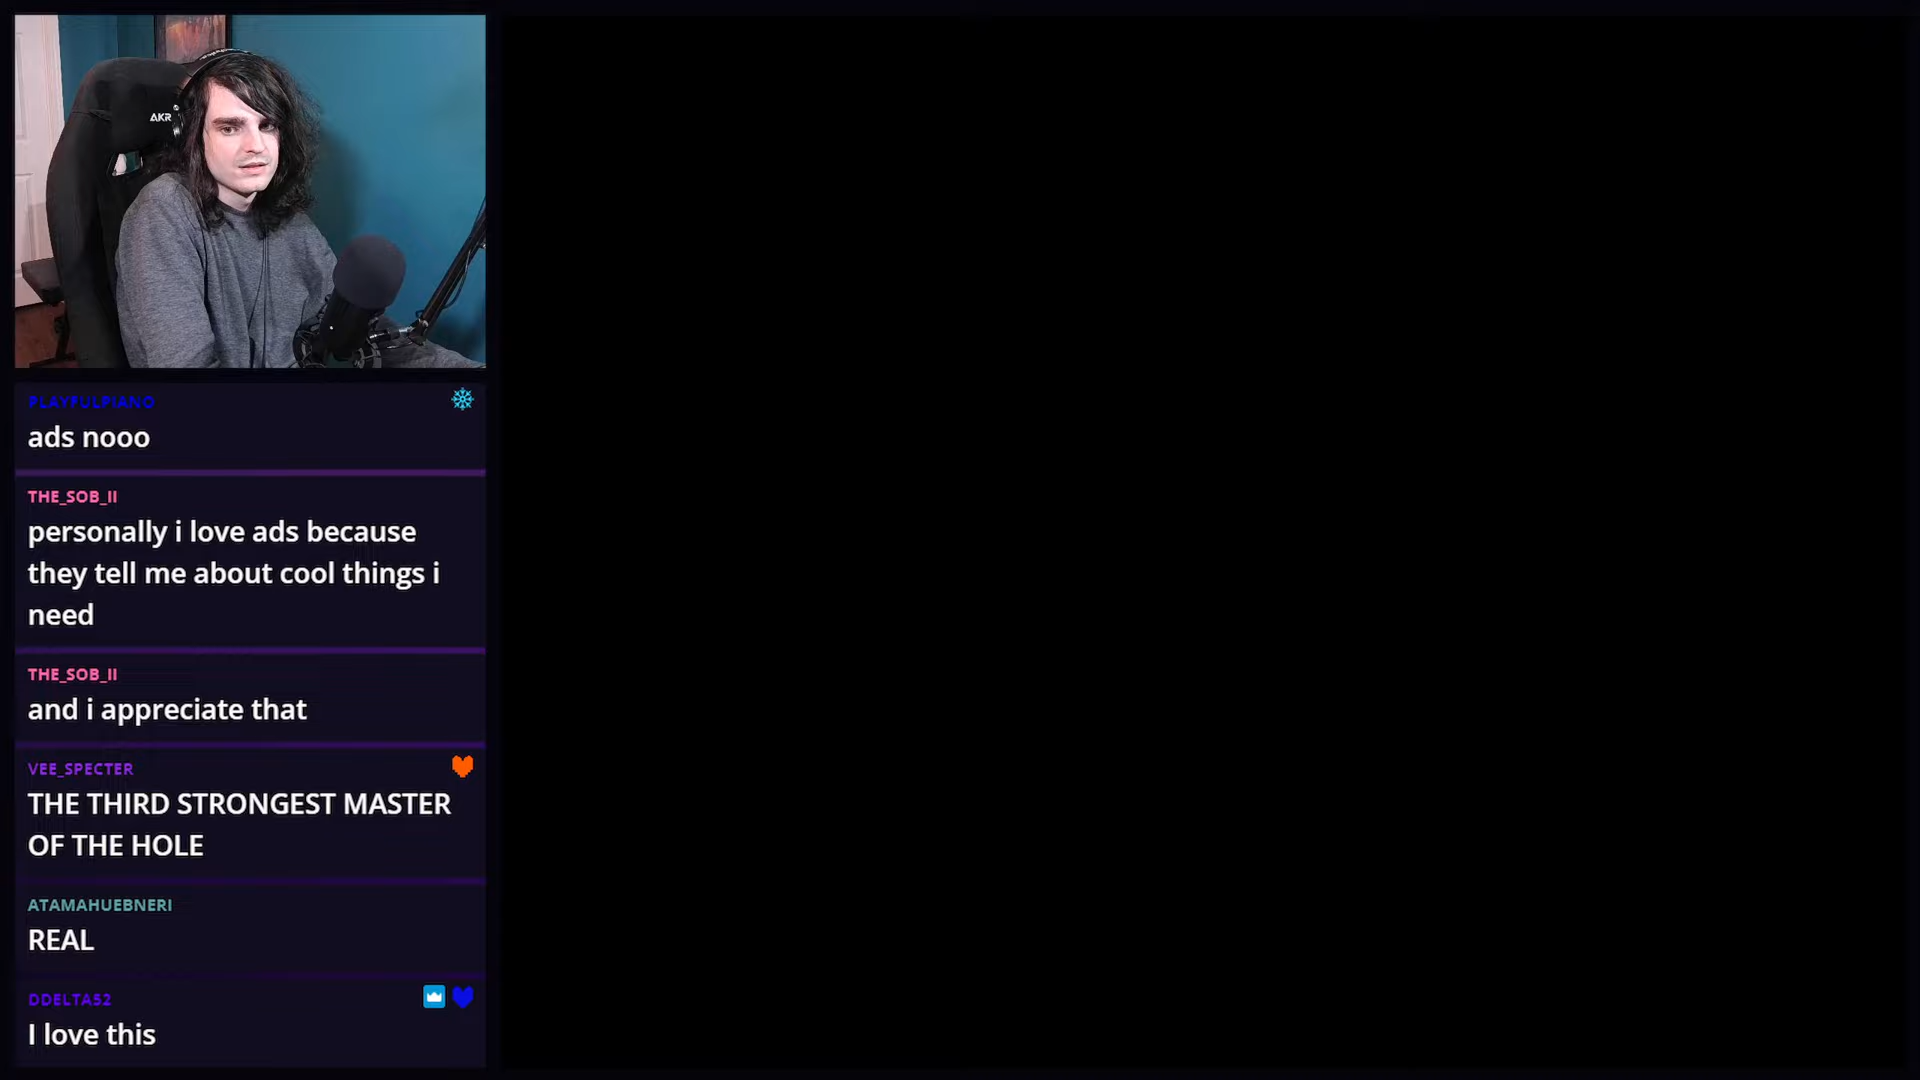 AKR
PLAYFULPIANO
ads nooo
THE_SOB_II
personally i love ads because
they tell me about cool things i
need
THE_SOB_II
and i appreciate that
VEE_SPECTER
THE THIRD STRONGEST MASTER
OF THE HOLE
ATAMAHUEBNERI
REAL
DDELTA52
I love this